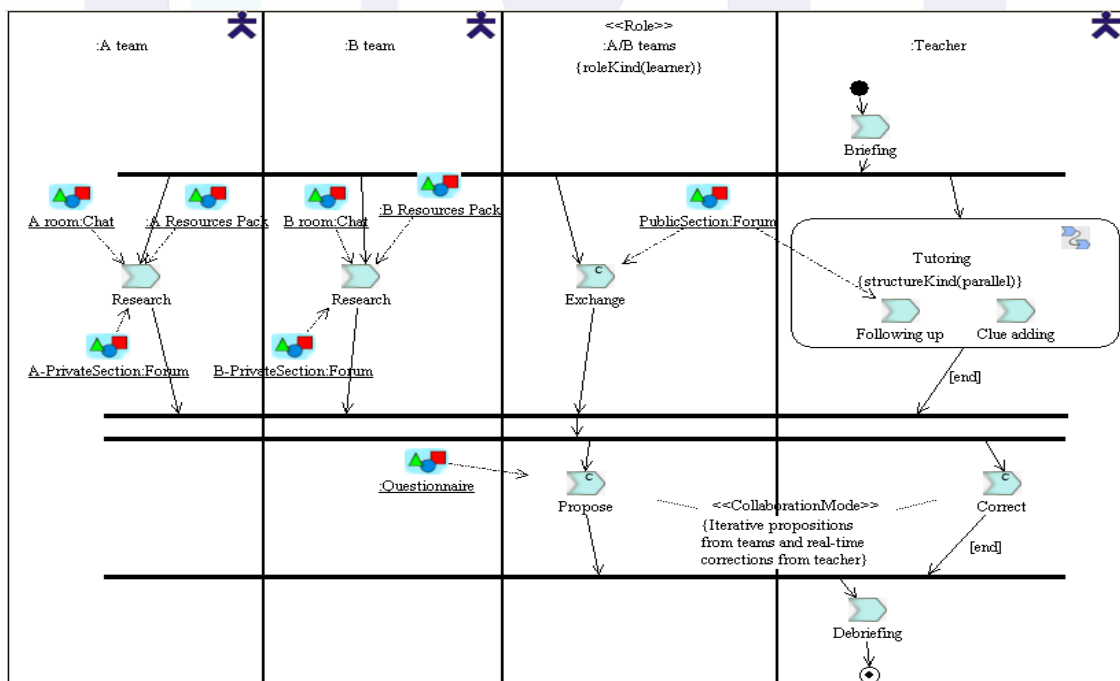 <<Role>>
:A team
:B team
:A/B teams
:Teacher
{roleKind(learner)}
Briefing
A room:Chat
:A Resources Pack
B room:Chat
:B Resources Pack
PublicSection:Forum
Tutoring
{structureKind(parallel)}
Research
Research
C
Exchange
Following up
Clue adding
A-PrivateSection:Forum
B-PrivateSection:Forum
[end]
:Questionnaire
C
Propose
<<CollaborationMode>>
{Iterative propositions
from teams and real-time
corrections from teacher}
C
Correct
[end]
Debriefing